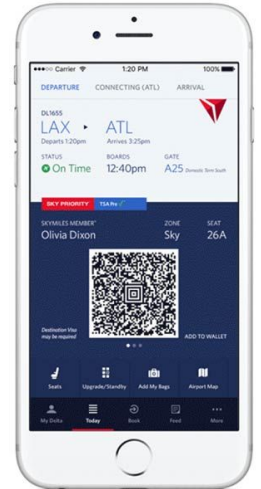 Carrier 1:20 PM 100%
DEPARTURE CONNECTING (ATL) ARRIVAL
DL1655
LAX ATL
Departs 1:20pm Arrives 3:25pm
STATUS BOARDS GATE
On Time 12:40pm A25 Domestic Term South
SKY PRIORITY TSA Pre ✓
SKYMILES MEMBER ZONE SEAT
Olivia Dixon Sky 26A
Destination Visa
may be required
ADD TO WALLET
Seats Upgrade/Standby Add My Bags Airport Map
My Delta Today Book Feed More